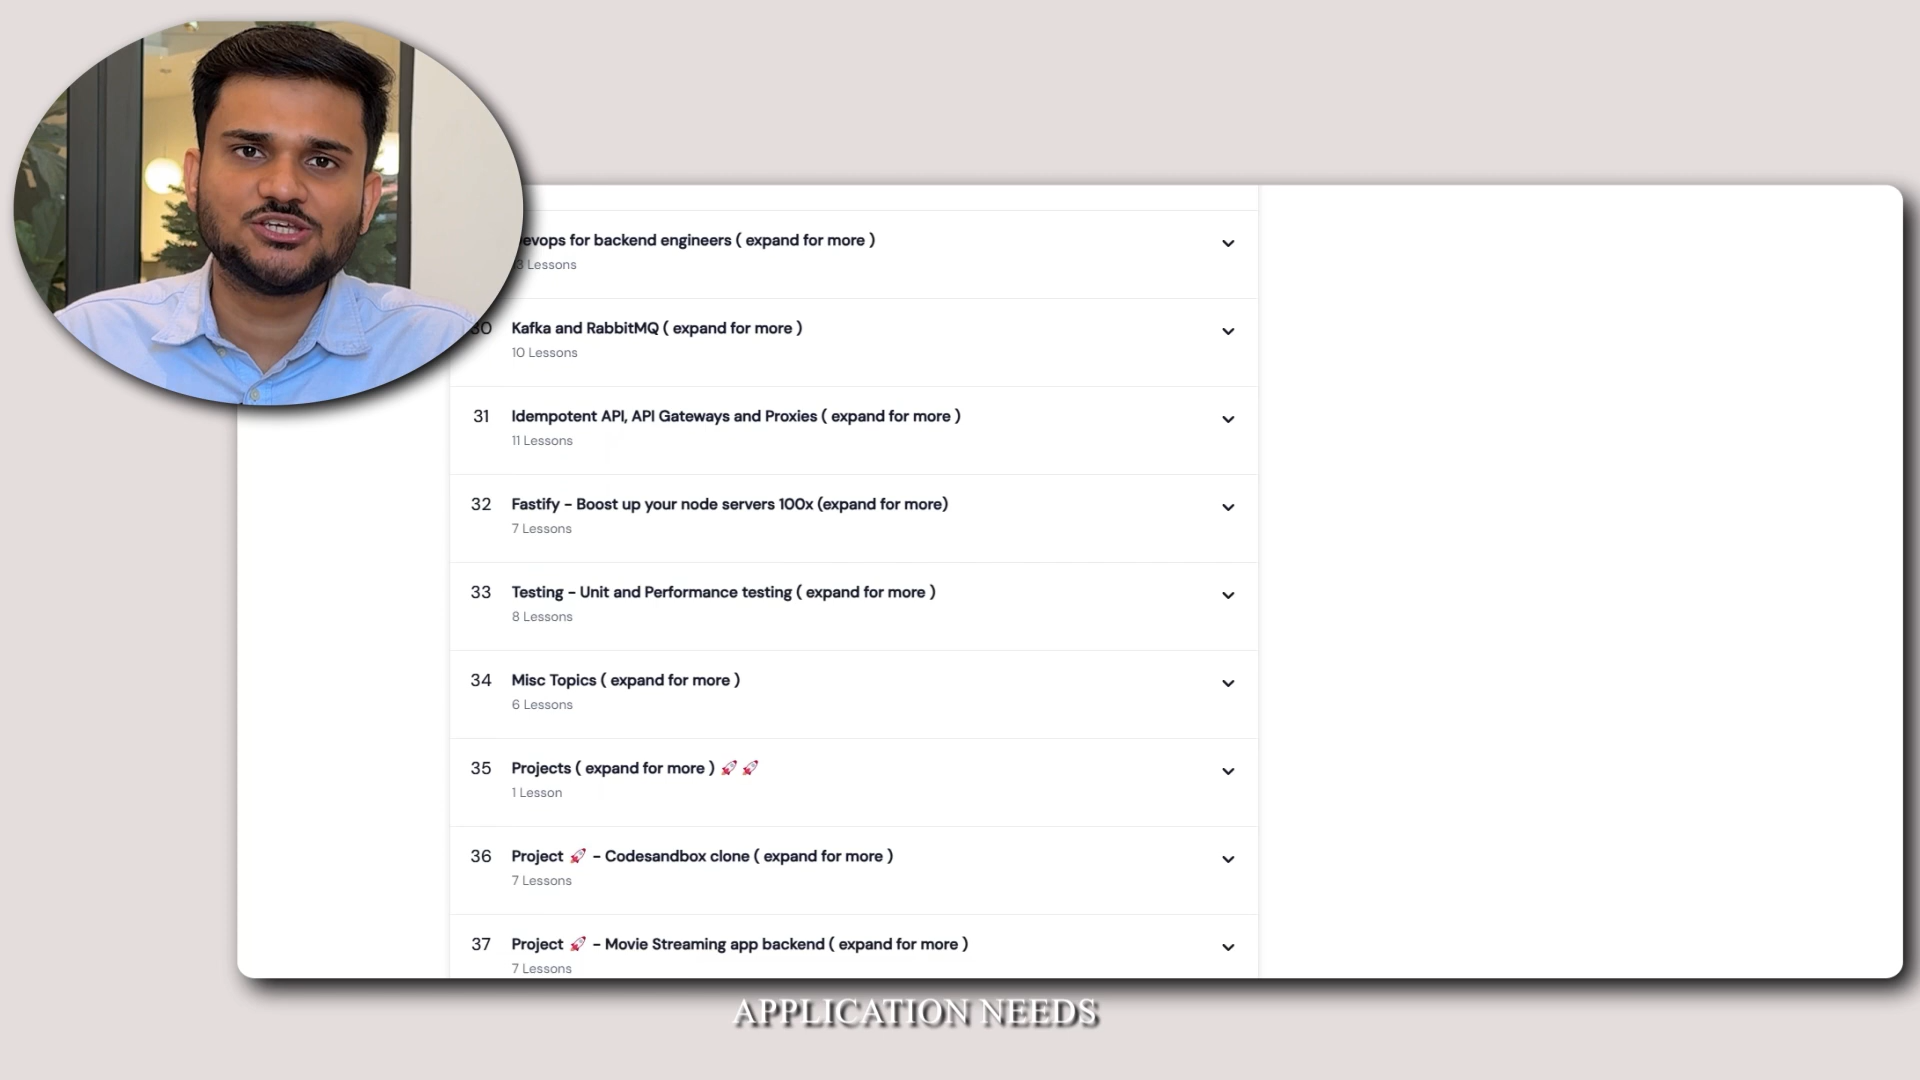 evops for backend engineers ( expand for more )
3 Lessons
30 Kafka and RabbitMQ ( expand for more )
10 Lessons
31 Idempotent API, API Gateways and Proxies ( expand for more )
11 Lessons
32 Fastify - Boost up your node servers 100x (expand for more)
7 Lessons
33 Testing - Unit and Performance testing ( expand for more )
8 Lessons
34 Misc Topics ( expand for more )
6 Lessons
35 Projects ( expand for more ) 🚀 🚀
1 Lesson
36 Project 🚀 - Codesandbox clone ( expand for more )
7 Lessons
37 Project 🚀 - Movie Streaming app backend ( expand for more )
7 Lessons
APPLICATION NEEDS